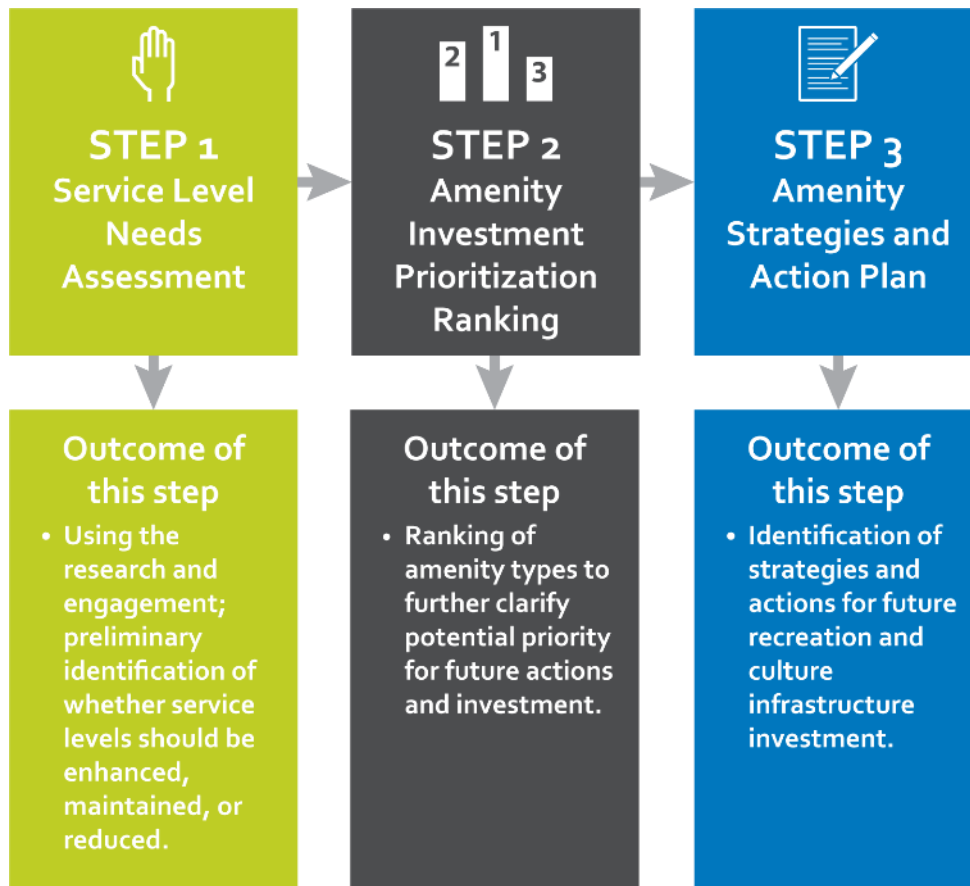 STEP 1
Service Level
Needs
Assessment
2
1
3
STEP 2
Amenity
Investment
Prioritization
Ranking
STEP 3
Amenity
Strategies and
Action Plan
Outcome of
this step
• Using the
research and
engagement;
preliminary
identification of
whether service
levels should be
enhanced,
maintained, or
reduced.
Outcome of
this step
• Ranking of
amenity types to
further clarify
potential priority
for future actions
and investment.
Outcome of
this step
• Identification of
strategies and
actions for future
recreation and
culture
infrastructure
investment.